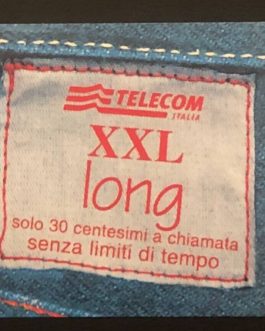 TELECOM
ITALIA
XXL
long
solo 30 centesimi a chiamata
senza limiti di tempo